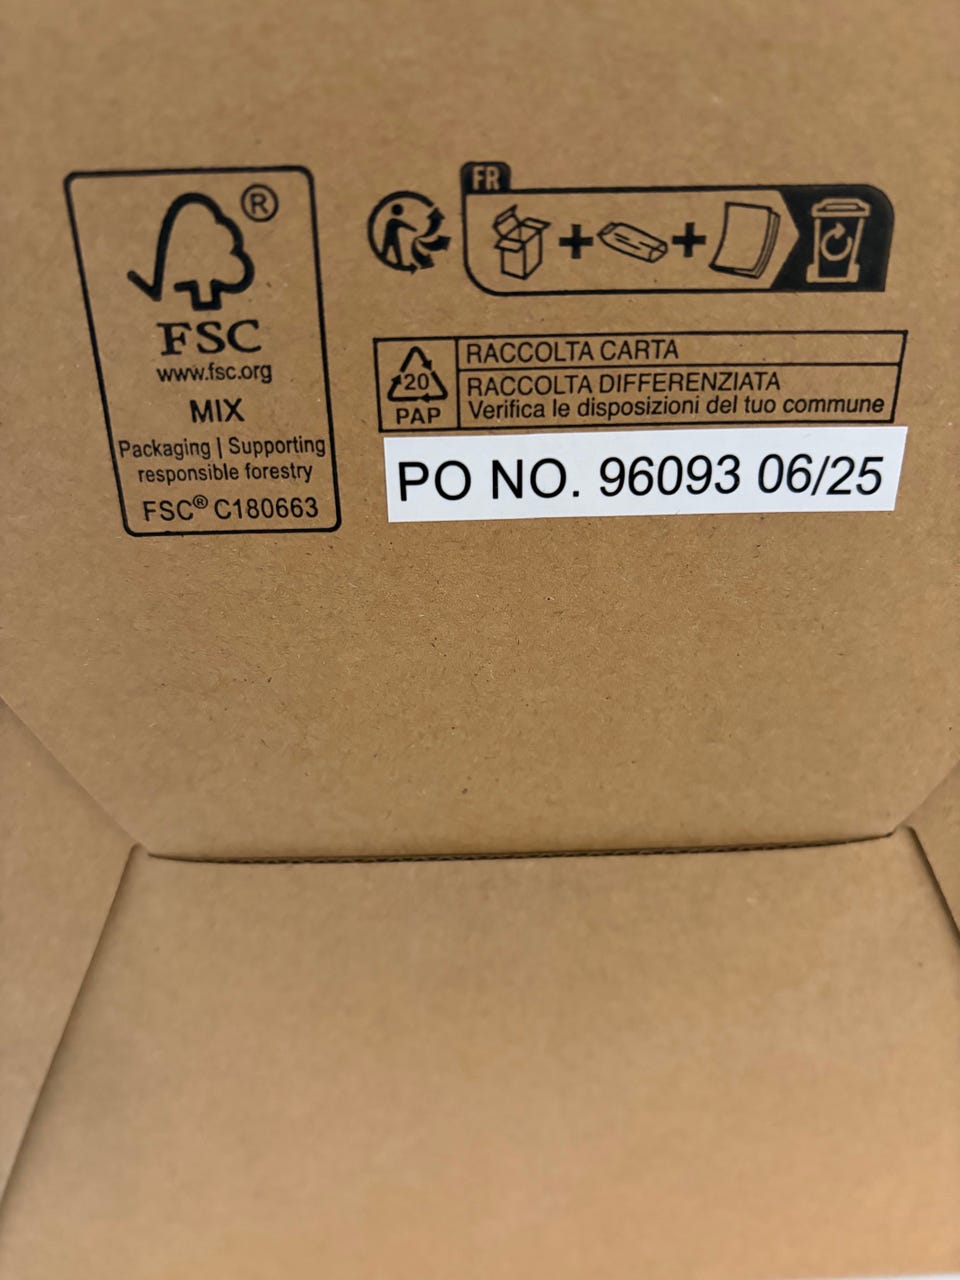 ®
FSC
www.fsc.org
MIX
Packaging | Supporting
responsible forestry
FSC® C180663
FR
20
PAP
RACCOLTA CARTA
RACCOLTA DIFFERENZIATA
Verifica le disposizioni del tuo commune
PO NO. 96093 06/25